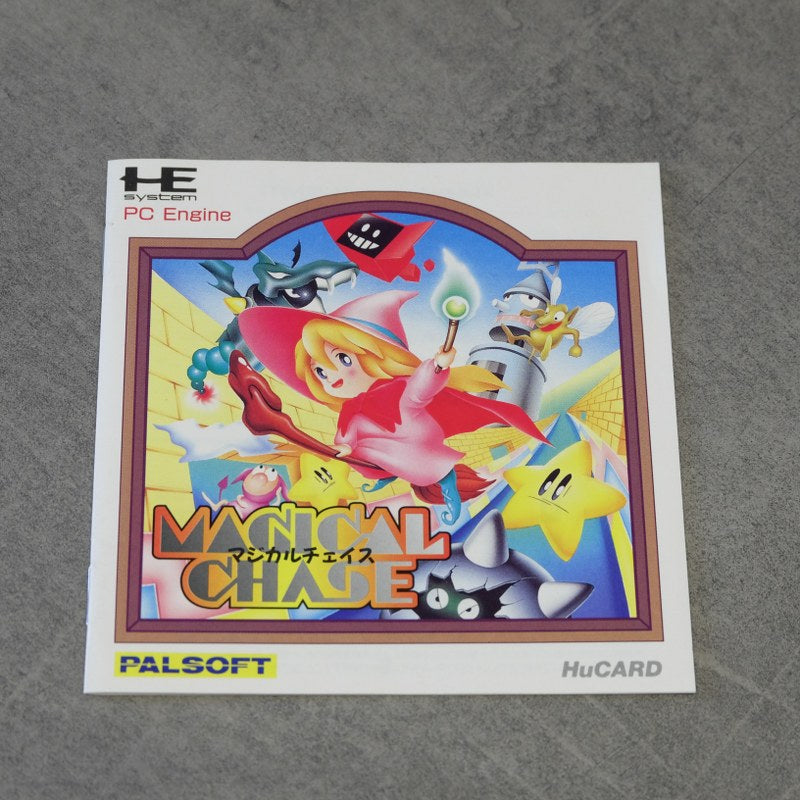 HE
system
PC Engine
MAGICAL
マジカルチェイス
CHASE
PALSOFT
HuCARD